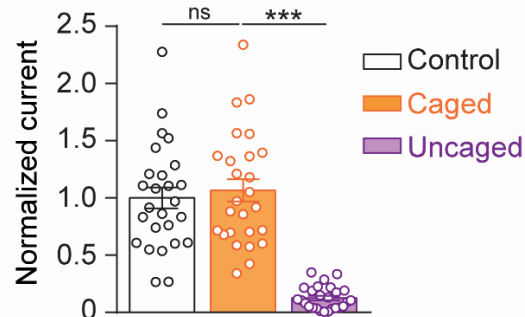 ns
***
Normalized current
2.5
2.0
1.5
1.0
0.5
0
Control
Caged
Uncaged